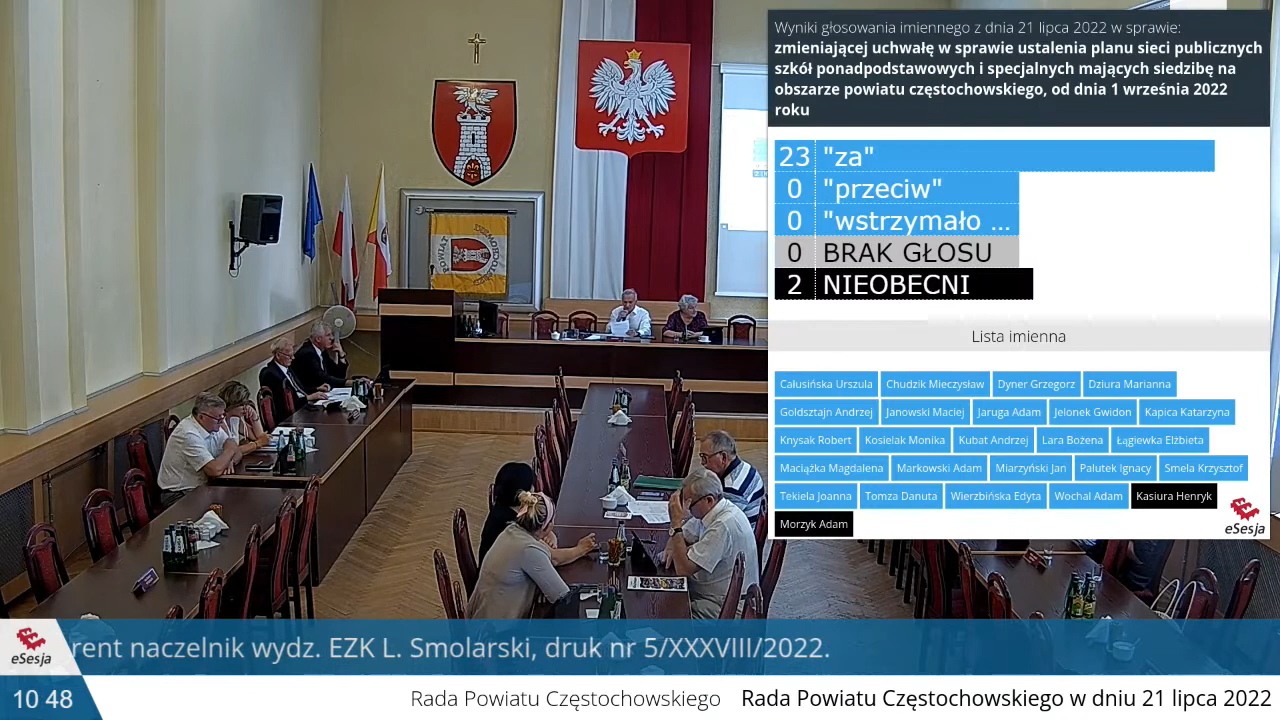 Wyniki głosowania imiennego z dnia 21 lipca 2022 w sprawie:
zmieniającej uchwałę w sprawie ustalenia planu sieci publicznych
szkół ponadpodstawowych i specjalnych mających siedzibę na
obszarze powiatu częstochowskiego, od dnia 1 września 2022
roku
23 "za"
0 "przeciw"
0 "wstrzymało ...
0 BRAK GŁOSU
2 NIEOBECNI
Lista imienna
Całusińska Urszula Chudzik Mieczysław Dyner Grzegorz Dziura Marianna
Goldsztajn Andrzej Janowski Maciej Jaruga Adam Jelonek Gwidon Kapica Katarzyna
Knysak Robert Kosielak Monika Kubat Andrzej Lara Bożena Łągiewka Elżbieta
Maciążka Magdalena Markowski Adam Miarzyński Jan Pałutek Ignacy Smela Krzysztof
Tekiela Joanna Tomza Danuta Wierzbińska Edyta Wochal Adam Kasiura Henryk
Morzyk Adam
eSesja
POWIAT
eSesja
rent naczelnik wydz. EZK L. Smolarski, druk nr 5/XXXVIII/2022.
10 48
Rada Powiatu Częstochowskiego Rada Powiatu Częstochowskiego w dniu 21 lipca 2022